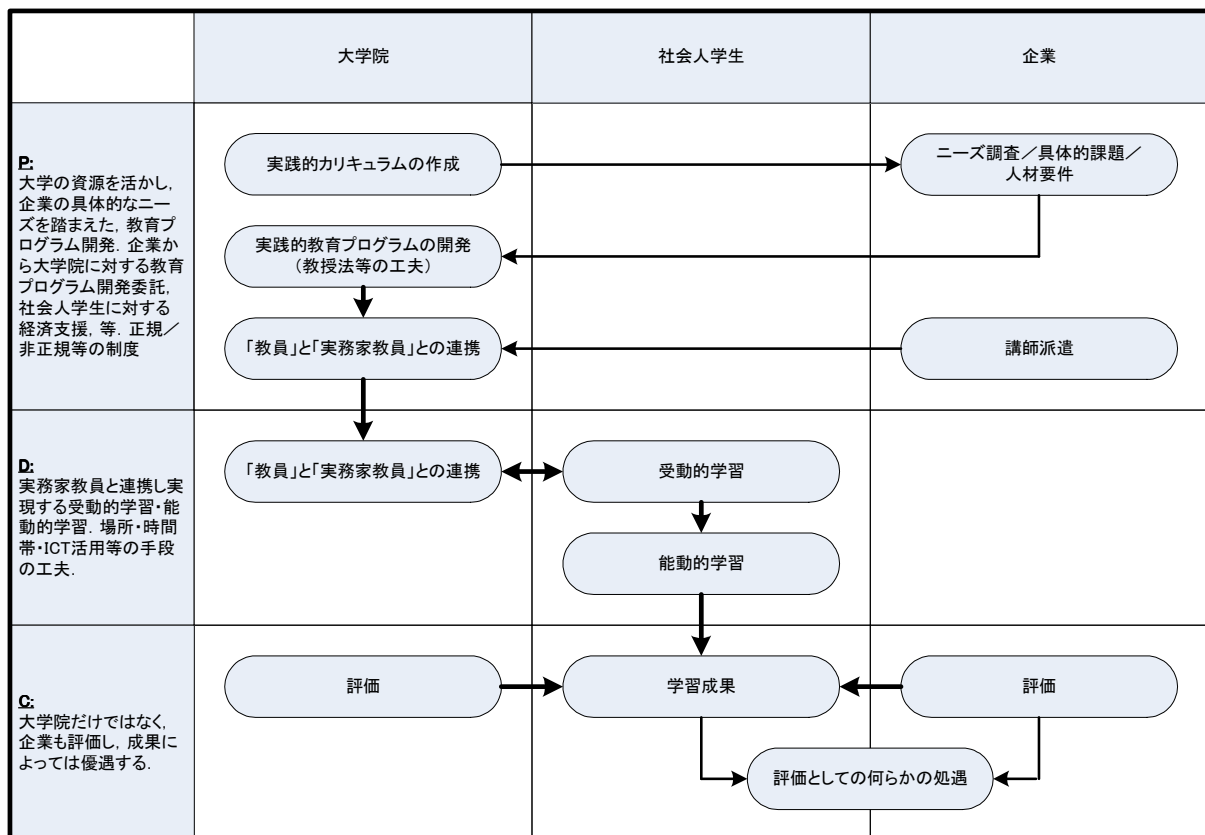 大学院
社会人学生
企業
P:
大学の資源を活かし,
企業の具体的なニー
ズを踏まえた, 教育プ
ログラム開発. 企業か
ら大学院に対する教育
プログラム開発委託,
社会人学生に対する
経済支援, 等. 正規／
非正規等の制度
実践的カリキュラムの作成
ニーズ調査／具体的課題／
人材要件
実践的教育プログラムの開発
(教授法等の工夫)
「教員」と「実務家教員」との連携
講師派遣
D:
実務家教員と連携し実
現する受動的学習・能
動的学習. 場所・時間
帯・ICT活用等の手段
の工夫.
「教員」と「実務家教員」との連携
受動的学習
能動的学習
C:
大学院だけではなく,
企業も評価し, 成果に
よっては優遇する.
評価
学習成果
評価
評価としての何らかの処遇